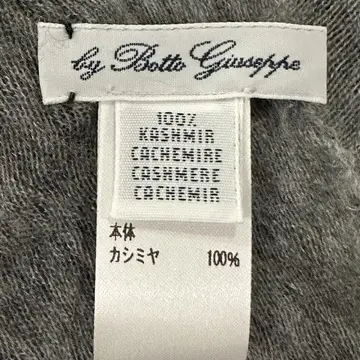 by Botto Giuseppe
100%
KASHMIR
CACHEMIRE
CASHMERE
CACHEMIR
本体
カシミヤ 100%